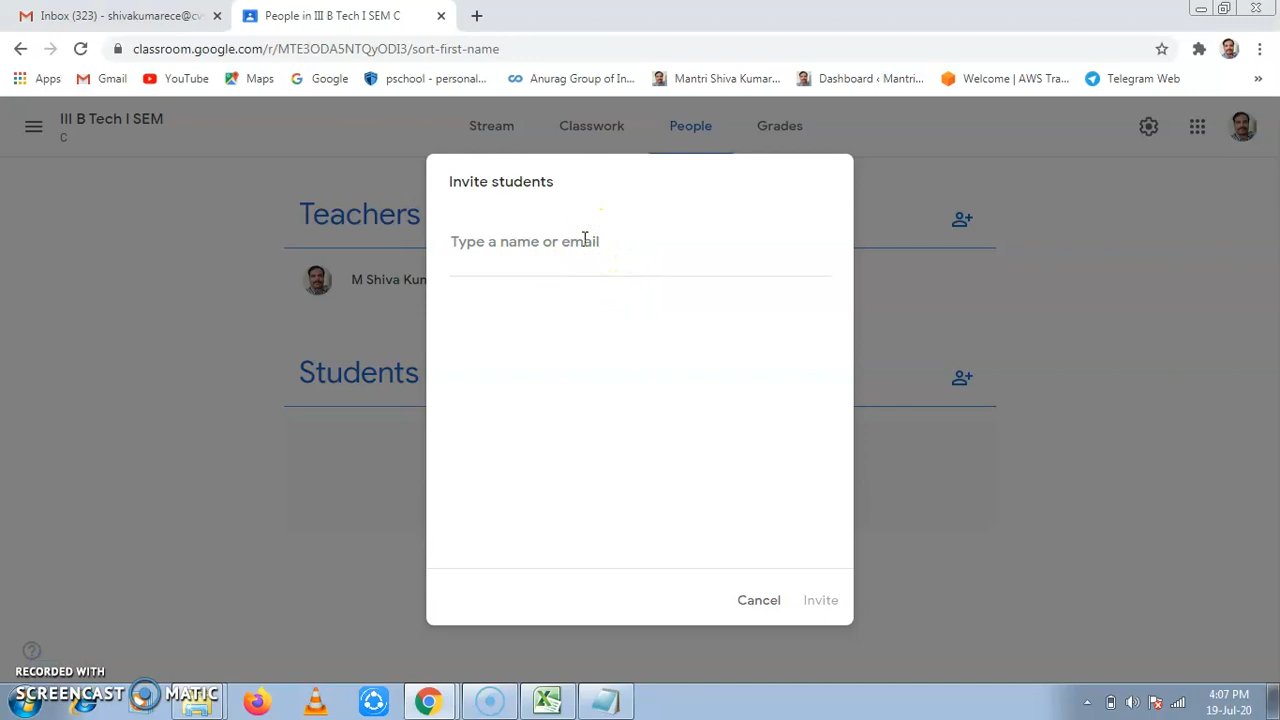 Inbox (323) - shivakumarece@cvs
People in III B Tech I SEM C
classroom.google.com/r/MTE3ODA5NTQyODI3/sort-first-name
Apps
Gmail
YouTube
Maps
Google
pschool - personal...
Anurag Group of In...
Mantri Shiva Kumar...
Dashboard ‹ Mantri...
Welcome | AWS Tra...
Telegram Web
»
III B Tech I SEM
C
Stream
Classwork
People
Grades
Invite students
Teachers
Type a name or email
M Shiva Kum
Students
Cancel
Invite
RECORDED WITH
SCREENCAST MATIC
4:07 PM
19-Jul-20